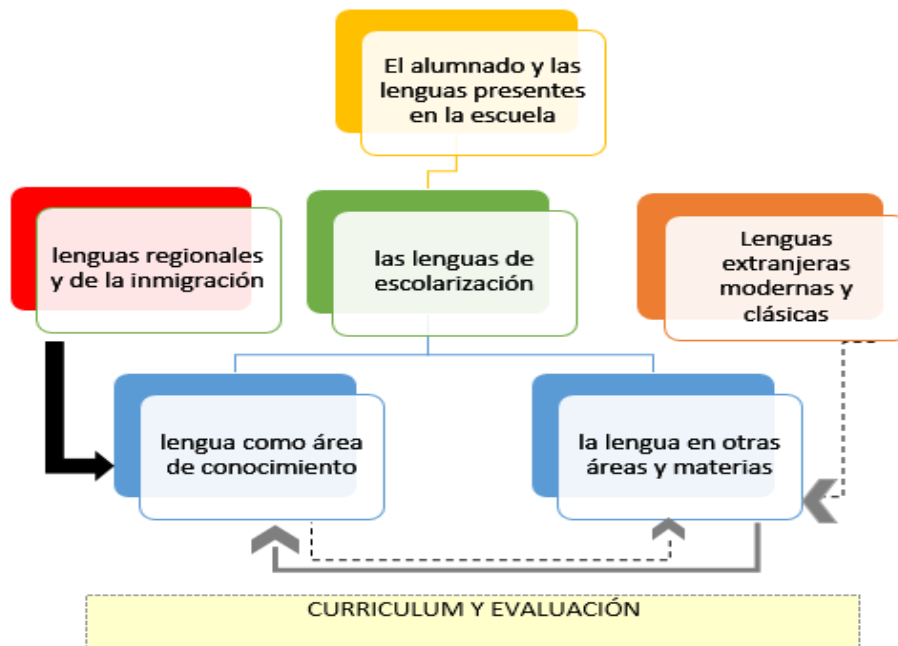 El alumnado y las
lenguas presentes
en la escuela
lenguas regionales
y de la inmigración
las lenguas de
escolarización
Lenguas
extranjeras
modernas y
clásicas
lengua como área
de conocimiento
la lengua en otras
áreas y materias
CURRICULUM Y EVALUACIÓN